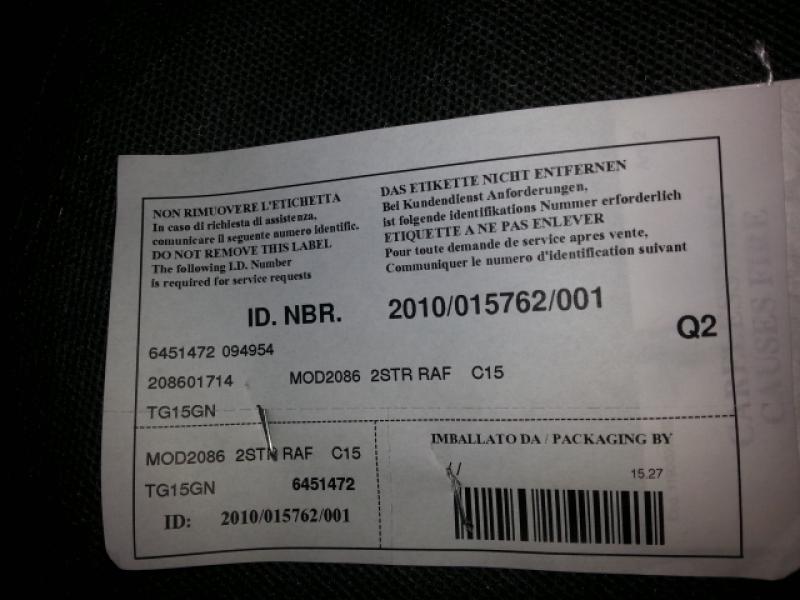 NON RIMUOVERE L'ETICHETTA
In caso di richiesta di assistenza,
comunicare il seguente numero identific.
DO NOT REMOVE THIS LABEL
The following I.D. Number
is required for service requests
DAS ETIKETTE NICHT ENTFERNEN
Bei Kundendienst Anforderungen,
ist folgende identifikations Nummer erforderlich
ETIQUETTE A NE PAS ENLEVER
Pour toute demande de service apres vente,
Communiquer le numero d'identification suivant
ID. NBR. 2010/015762/001
Q2
6451472 094954
208601714 MOD2086 2STR RAF C15
TG15GN
MOD2086 2STR RAF C15
TG15GN 6451472
ID: 2010/015762/001
IMBALLATO DA / PACKAGING BY
15.27
CAUSES FIRE